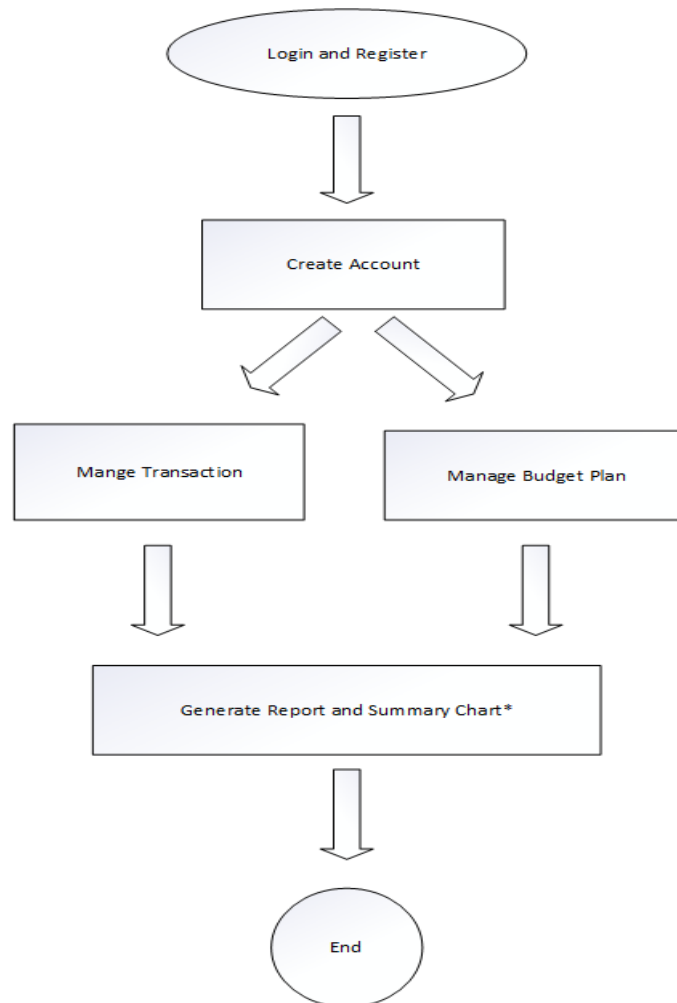 Login and Register
Create Account
Mange Transaction
Manage Budget Plan
Generate Report and Summary Chart*
End